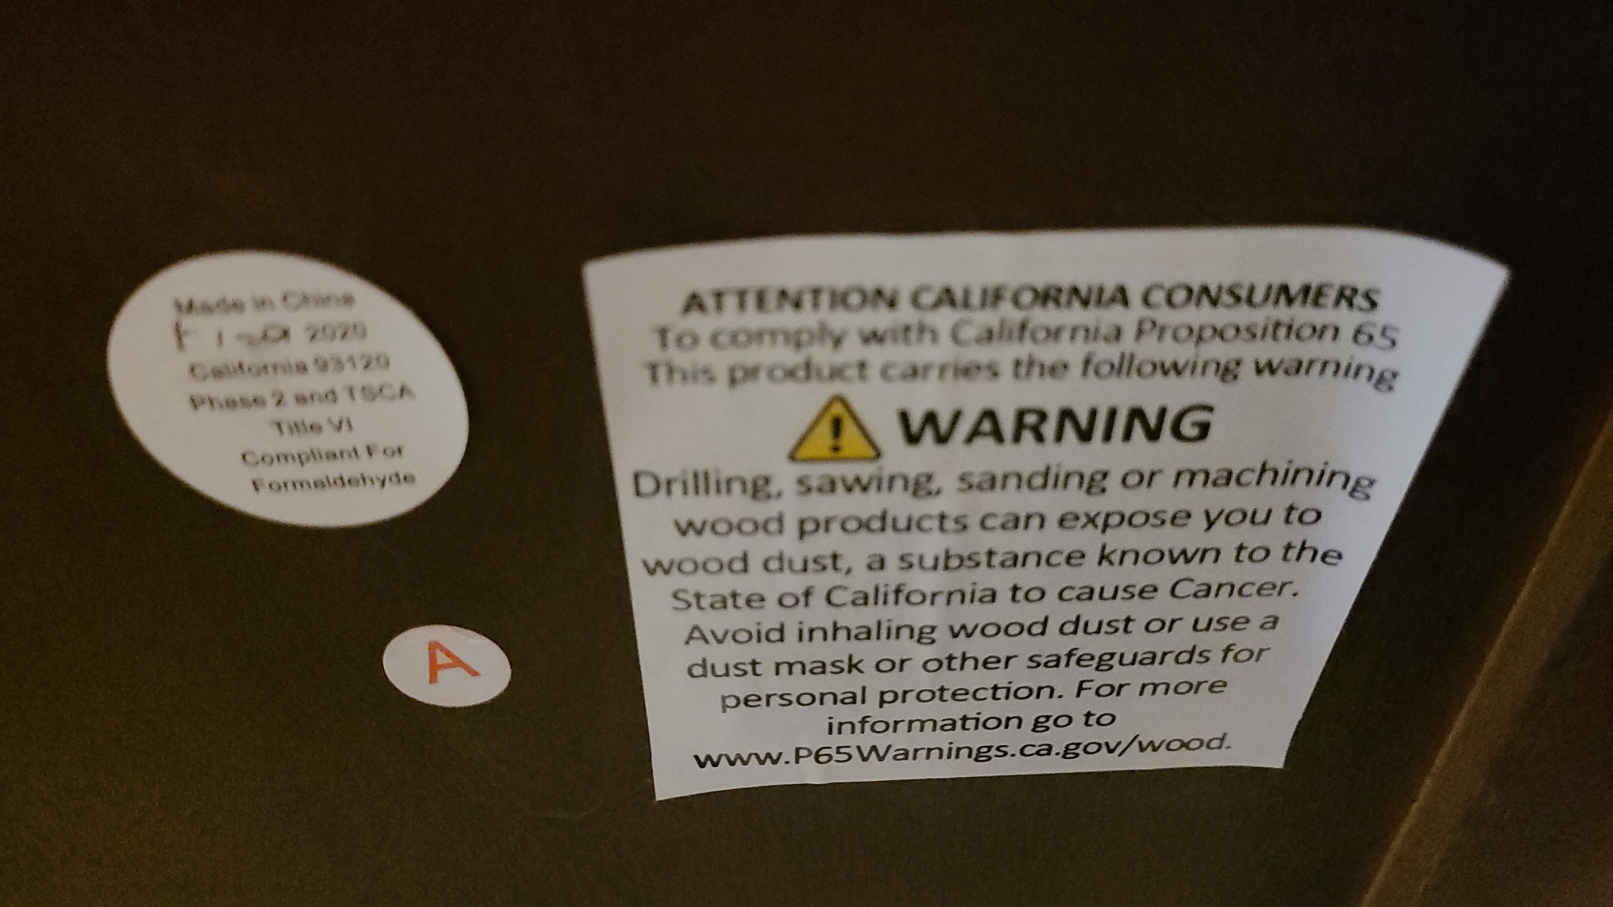 Made in China
2020
California 93120
Phase 2 and TSCA
Title VI
Compliant For
Formaldehyde
A
ATTENTION CALIFORNIA CONSUMERS
To comply with California Proposition 65
This product carries the following warning
WARNING
Drilling, sawing, sanding or machining
wood products can expose you to
wood dust, a substance known to the
State of California to cause Cancer.
Avoid inhaling wood dust or use a
dust mask or other safeguards for
personal protection. For more
information go to
www.P65Warnings.ca.gov/wood.